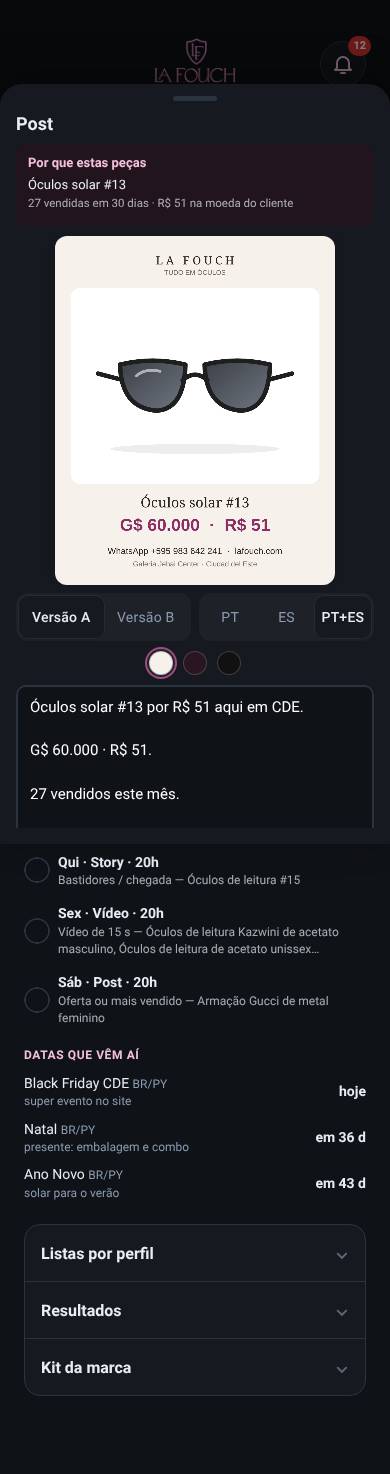 LF
LA FOUCH
12
Post
Por que estas peças
Óculos solar #13
27 vendidas em 30 dias · R$ 51 na moeda do cliente
LA FOUCH
TUDO EM ÓCULOS
Óculos solar #13
G$ 60.000 · R$ 51
WhatsApp +595 983 642 241 · lafouch.com
Galeria Jebai Center · Ciudad del Este
Versão A
Versão B
PT
ES
PT+ES
Óculos solar #13 por R$ 51 aqui em CDE.
G$ 60.000 · R$ 51.
27 vendidos este mês.
Qui · Story · 20h
Bastidores / chegada — Óculos de leitura #15
Sex · Vídeo · 20h
Vídeo de 15 s — Óculos de leitura Kazwini de acetato
masculino, Óculos de leitura de acetato unissex…
Sáb · Post · 20h
Oferta ou mais vendido — Armação Gucci de metal
feminino
DATAS QUE VÊM AÍ
Black Friday CDE BR/PY
super evento no site
hoje
Natal BR/PY
presente: embalagem e combo
em 36 d
Ano Novo BR/PY
solar para o verão
em 43 d
Listas por perfil
Resultados
Kit da marca